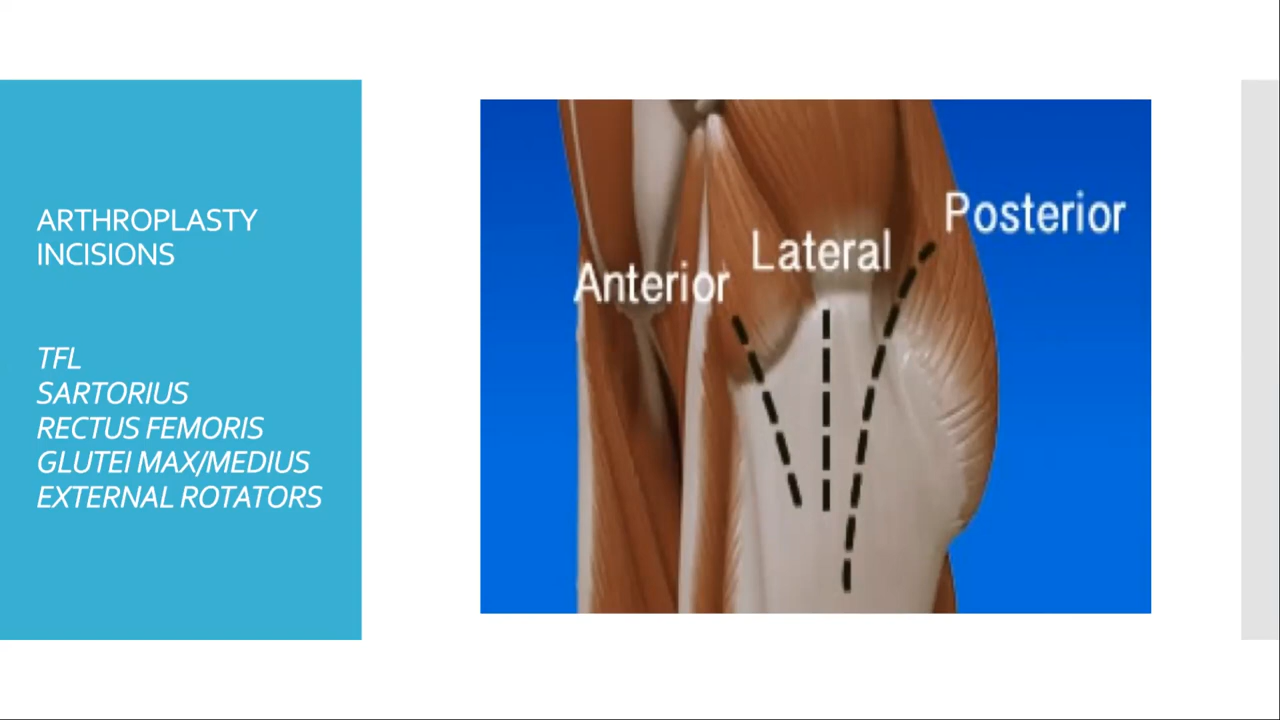 ARTHROPLASTY
INCISIONS
TFL
SARTORIUS
RECTUS FEMORIS
GLUTEI MAX/MEDIUS
EXTERNAL ROTATORS
Anterior
Lateral
Posterior